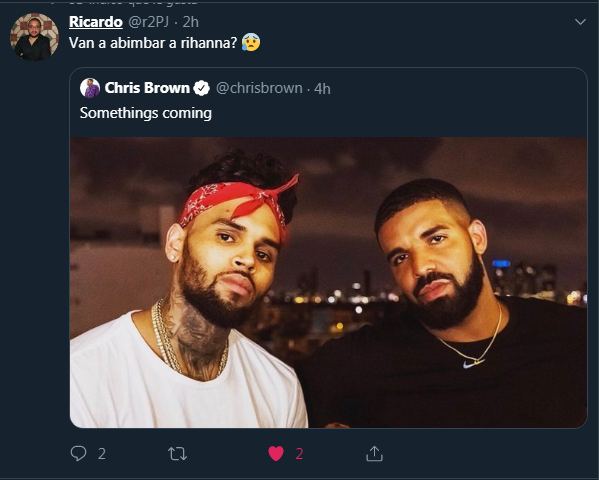 Ricardo @r2PJ · 2h
Van a abimbar a rihanna? 😰
Chris Brown @chrisbrown · 4h
Somethings coming
2 2